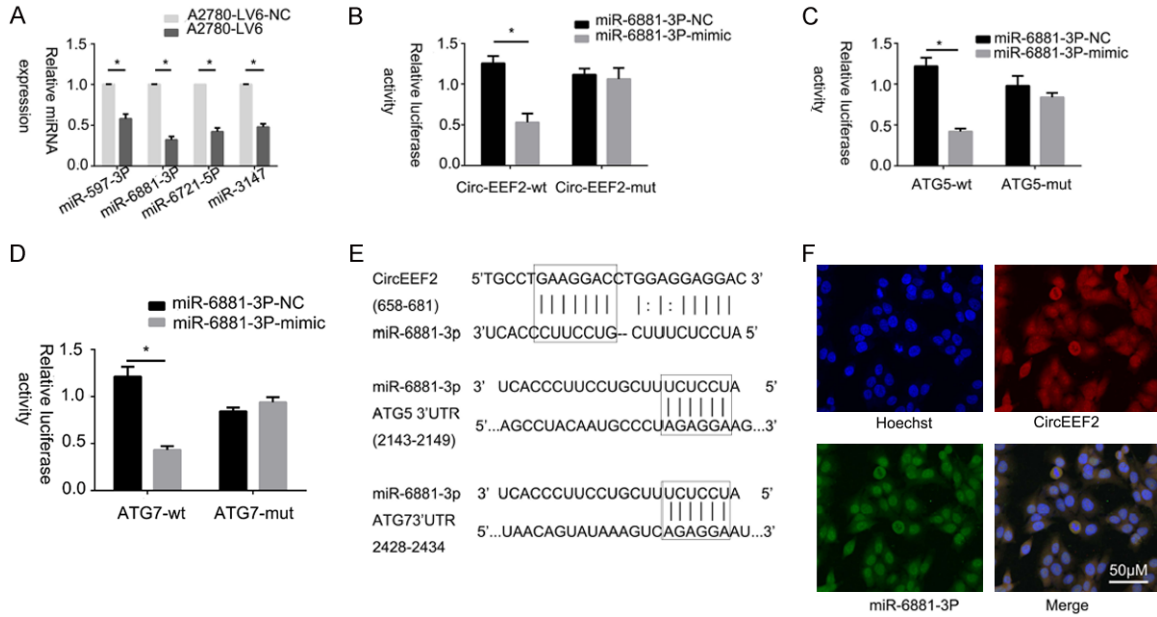 A
A2780-LV6-NC
A2780-LV6
Relative miRNA
expression
1.5
1.0
0.5
0.0
* * * *
miR-597-3P
miR-6881-3P
miR-6721-5P
miR-3147
B
miR-6881-3P-NC
miR-6881-3P-mimic
Relative luciferase
activity
1.5
1.0
0.5
0.0
*
Circ-EEF2-wt Circ-EEF2-mut
C
miR-6881-3P-NC
miR-6881-3P-mimic
Relative luciferase
activity
1.5
1.0
0.5
0.0
*
ATG5-wt ATG5-mut
D
miR-6881-3P-NC
miR-6881-3P-mimic
Relative luciferase
activity
1.5
1.0
0.5
0.0
*
ATG7-wt ATG7-mut
E
CircEEF2 5'TGCCTGAAGGACCTGGAGGAGGAC 3'
(658-681) | | | | | | | | : | : | | | | |
miR-6881-3p 3'UCACCCUUCCUG-- CUUUCUCCUA 5'
miR-6881-3p 3' UCACCCUUCCUGCUUUCUCCUA 5'
ATG5 3'UTR | | | | | |
(2143-2149) 5'...AGCCUACAAUGCCCUAGAGGAAG...3'
miR-6881-3p 3' UCACCCUUCCUGCUUUCUCCUA 5'
ATG73'UTR | | | | | |
2428-2434 5'...UAACAGUAUAAAGUCAGAGGAAU...3'
F
Hoechst
CircEEF2
miR-6881-3P
50μM
Merge